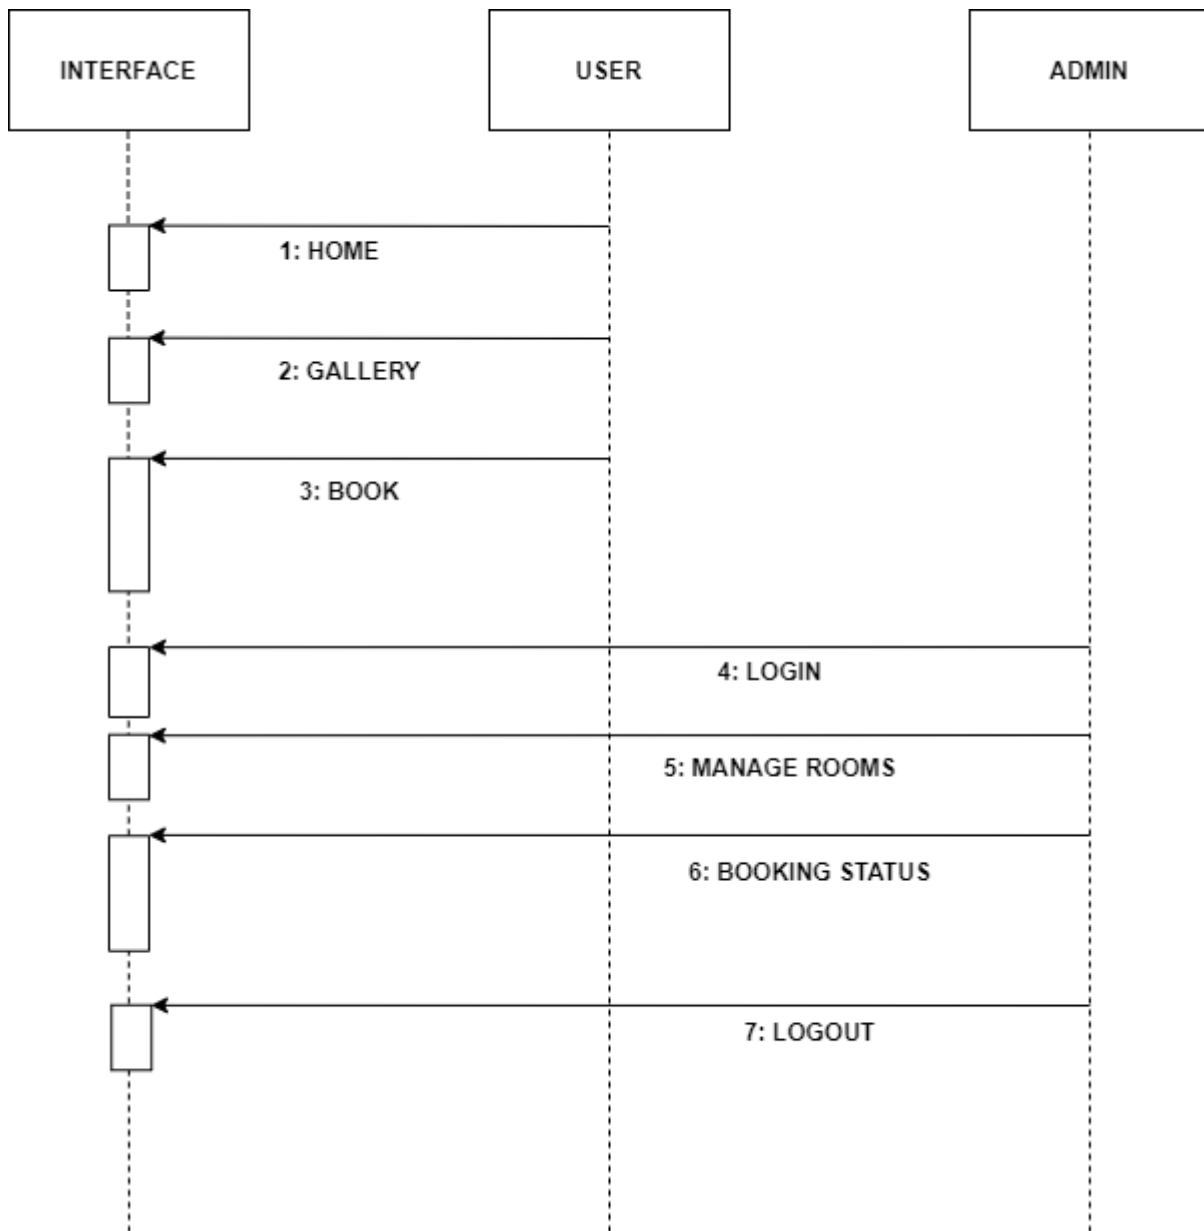 INTERFACE
USER
ADMIN
1: HOME
2: GALLERY
3: BOOK
4: LOGIN
5: MANAGE ROOMS
6: BOOKING STATUS
7: LOGOUT